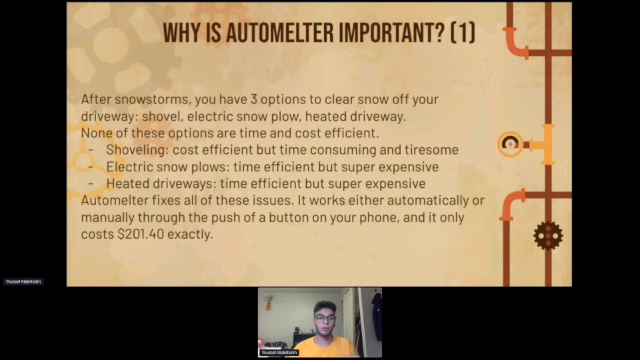 WHY IS AUTOMELTER IMPORTANT? (1)
After snowstorms, you have 3 options to clear snow off your
driveway: shovel, electric snow plow, heated driveway.
None of these options are time and cost efficient.
- Shoveling: cost efficient but time consuming and tiresome
- Electric snow plows: time efficient but super expensive
- Heated driveways: time efficient but super expensive
Automelter fixes all of these issues. It works either automatically or
manually through the push of a button on your phone, and it only
costs $201.40 exactly.
Youssef Abdelhalim
Youssef Abdelhalim